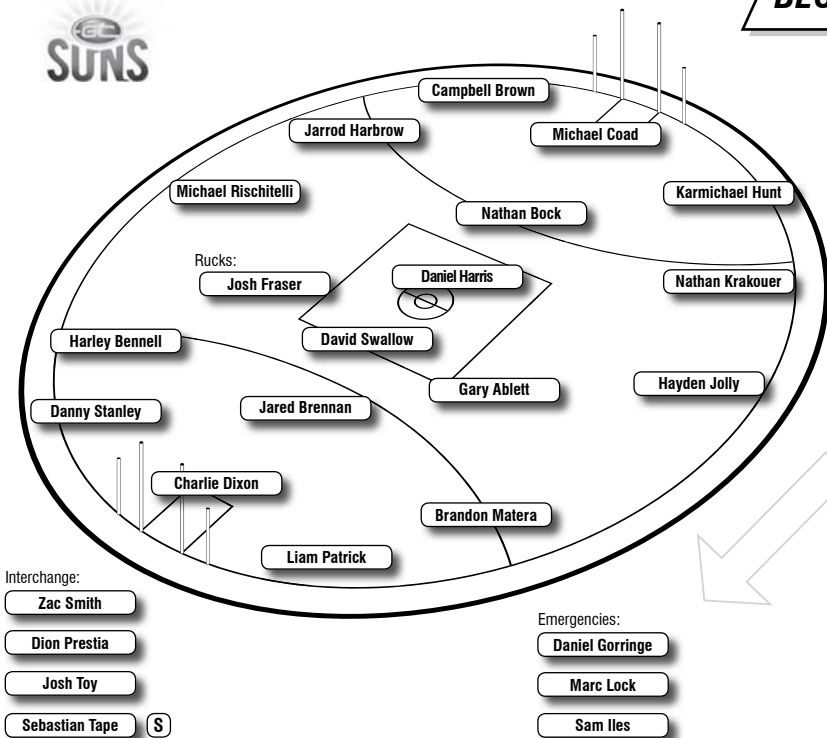 GC
SUNS
Campbell Brown
Jarrod Harbrow
Michael Coad
Michael Rischitelli
Karmichael Hunt
Nathan Bock
Rucks:
Josh Fraser
Daniel Harris
Nathan Krakouer
Harley Bennell
David Swallow
Gary Ablett
Hayden Jolly
Danny Stanley
Jared Brennan
Charlie Dixon
Brandon Matera
Liam Patrick
Interchange:
Zac Smith
Dion Prestia
Josh Toy
Sebastian Tape S
Emergencies:
Daniel Gorringe
Marc Lock
Sam Iles